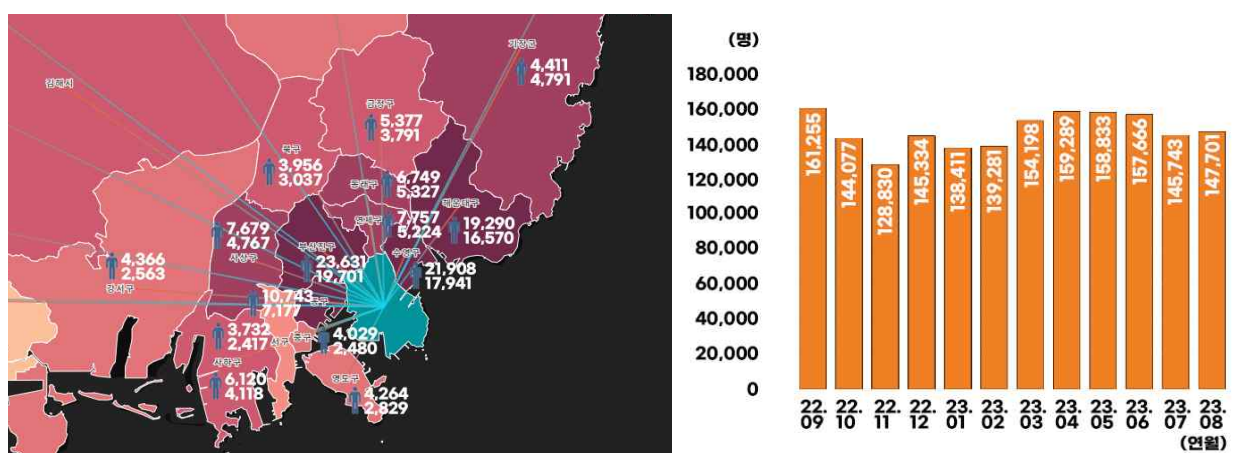 기장군
4,411
4,791
김해시
금정구
5,377
3,791
북구
3,956
3,037
동래구
6,749
5,327
해운대구
19,290
16,570
연제구
7,757
5,224
수영구
21,908
17,941
7,679
4,767
사상구
부산진구
23,631
19,701
4,366
2,563
강서구
10,743
7,177
동구
3,732
2,417
서구
중구
4,029
2,480
사하구
6,120
4,118
영도구
4,264
2,829
(명)
180,000
160,000
140,000
120,000
100,000
80,000
60,000
40,000
20,000
0
161,255
144,077
128,830
145,334
138,411
139,281
154,198
159,289
158,833
157,666
145,743
147,701
22. 22. 22. 22. 23. 23. 23. 23. 23. 23. 23. 23.
09 10 11 12 01 02 03 04 05 06 07 08
(연월)